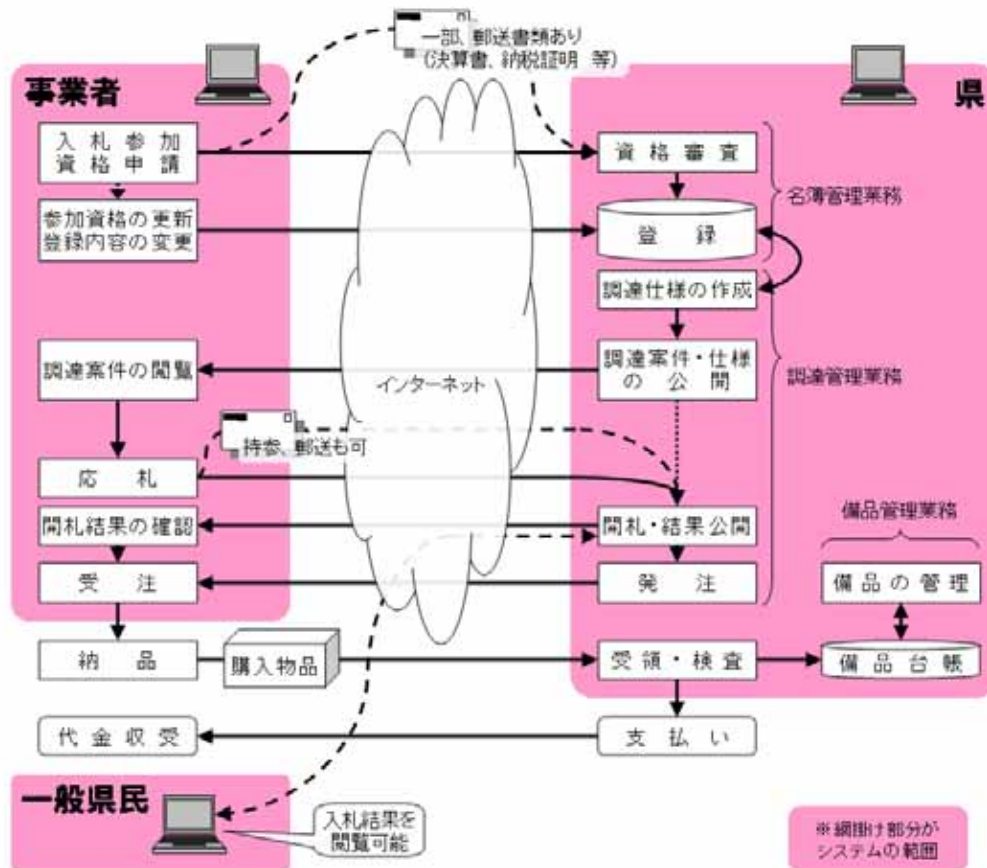 一部、郵送書類あり
(決算書、納税証明 等)
事業者
県
入札参加
資格申請
資格審査
名簿管理業務
参加資格の更新
登録内容の変更
登録
調達仕様の作成
調達案件の閲覧
インターネット
調達案件・仕様
の公開
調達管理業務
持参、郵送も可
応札
開札結果の確認
開札・結果公開
備品管理業務
受注
発注
備品の管理
納品
購入物品
受領・検査
備品台帳
代金収受
支払い
一般県民
入札結果を
閲覧可能
※網掛け部分が
システムの範囲